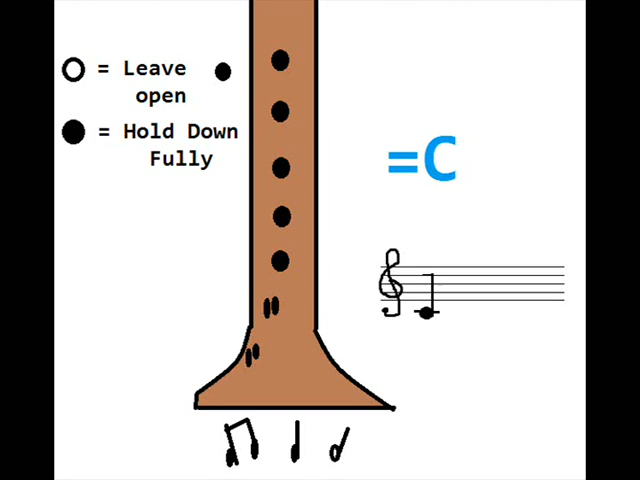 = Leave
open
= Hold Down
Fully
=C